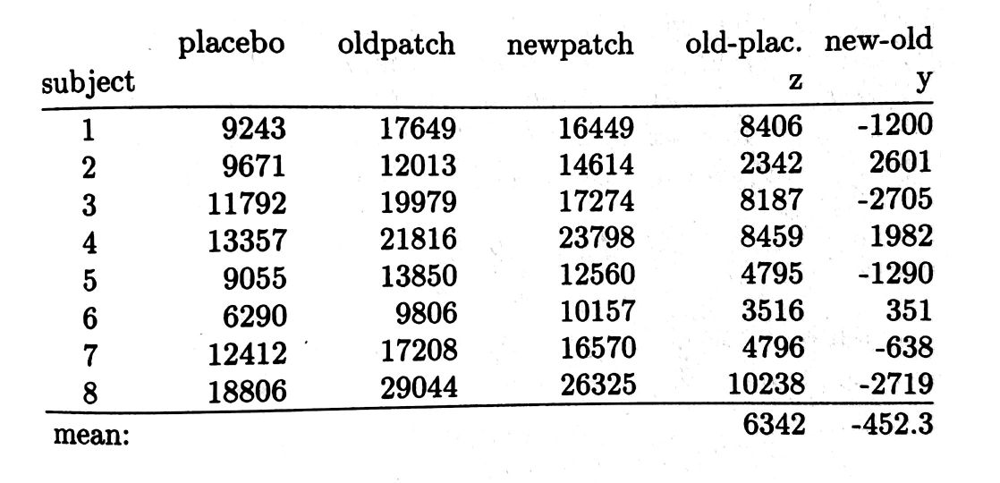 placebo oldpatch newpatch old-plac. new-old
subject z y
1 9243 17649 16449 8406 -1200
2 9671 12013 14614 2342 2601
3 11792 19979 17274 8187 -2705
4 13357 21816 23798 8459 1982
5 9055 13850 12560 4795 -1290
6 6290 9806 10157 3516 351
7 12412 17208 16570 4796 -638
8 18806 29044 26325 10238 -2719
mean: 6342 -452.3